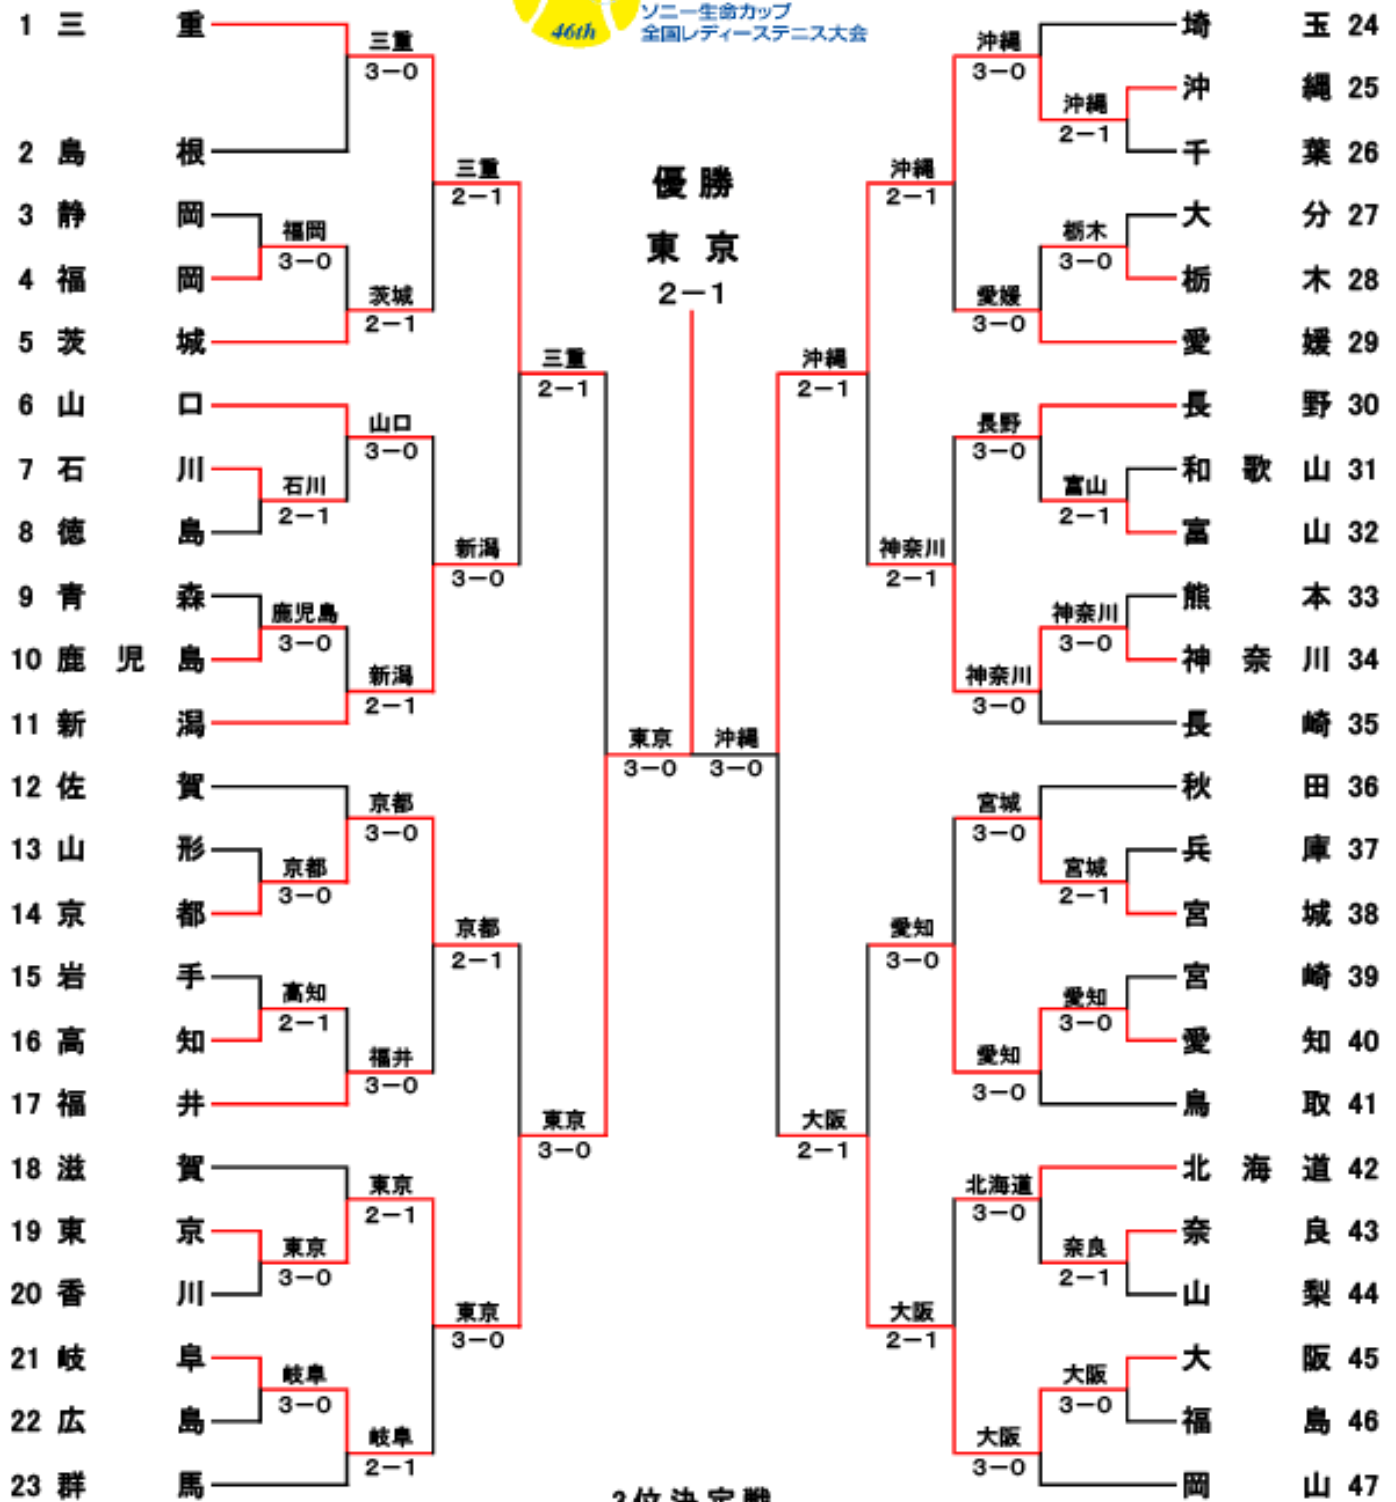 46th
ソニー生命カップ
全国レディーステニス大会
優勝
東京
2－1
1 三重
2 島根
3 静岡
4 福岡
5 茨城
6 山口
7 石川
8 徳島
9 青森
10 鹿児島
11 新潟
12 佐賀
13 山形
14 京都
15 岩手
16 高知
17 福井
18 滋賀
19 東京
20 香川
21 岐阜
22 広島
23 群馬
福岡
3－0
石川
2－1
鹿児島
3－0
京都
3－0
高知
2－1
東京
3－0
岐阜
3－0
三重
3－0
茨城
2－1
山口
3－0
新潟
2－1
京都
3－0
福井
3－0
東京
2－1
岐阜
2－1
三重
2－1
新潟
3－0
京都
2－1
東京
3－0
三重
2－1
東京
3－0
東京
3－0
沖縄
3－0
沖縄
2－1
大阪
2－1
沖縄
2－1
神奈川
2－1
愛知
3－0
大阪
2－1
沖縄
3－0
愛媛
3－0
長野
3－0
神奈川
3－0
宮城
3－0
愛知
3－0
北海道
3－0
大阪
3－0
沖縄
2－1
栃木
3－0
富山
2－1
神奈川
3－0
宮城
2－1
愛知
3－0
奈良
2－1
大阪
3－0
埼玉 24
沖縄 25
千葉 26
大分 27
栃木 28
愛媛 29
長野 30
和歌山 31
富山 32
熊本 33
神奈川 34
長崎 35
秋田 36
兵庫 37
宮城 38
宮崎 39
愛知 40
鳥取 41
北海道 42
奈良 43
山梨 44
大阪 45
福島 46
岡山 47
3位決定戦